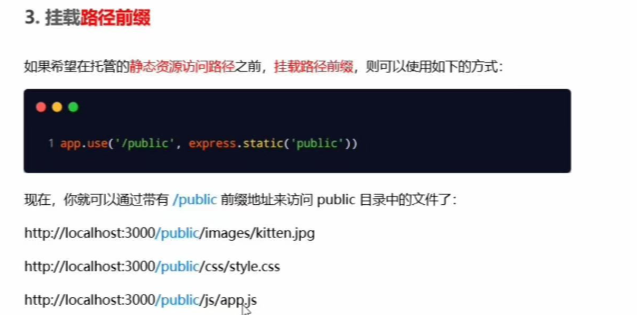 3. 挂载路径前缀
如果希望在托管的静态资源访问路径之前，挂载路径前缀，则可以使用如下的方式：
1 app.use('/public', express.static('public'))
现在，你就可以通过带有 /public 前缀地址来访问 public 目录中的文件了：
http://localhost:3000/public/images/kitten.jpg
http://localhost:3000/public/css/style.css
http://localhost:3000/public/js/app.js